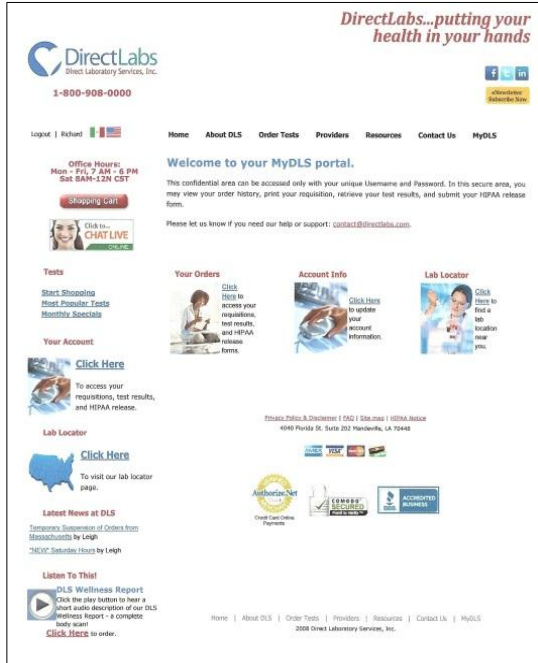 DirectLabs...putting your
health in your hands
DirectLabs
Direct Laboratory Services, Inc.
1-800-908-0000
eNewsletter
Subscribe Now
Logout | Richard
Home About DLS Order Tests Providers Resources Contact Us MyDLS
Office Hours:
Mon - Fri, 7 AM - 6 PM
Sat 8AM-12N CST
Shopping Cart
Click to...
CHAT LIVE
ONLINE
Welcome to your MyDLS portal.
This confidential area can be accessed only with your unique Username and Password. In this secure area, you
may view your order history, print your requisition, retrieve your test results, and submit your HIPAA release
form.
Please let us know if you need our help or support: contact@directlabs.com.
Tests
Start Shopping
Most Popular Tests
Monthly Specials
Your Orders
Click
Here to
access your
requisitions,
test results,
and HIPAA
release
forms.
Account Info
Click Here
to update
your
account
information.
Lab Locator
Click
Here to
find a
lab
location
near
you.
Your Account
Click Here
To access your
requisitions, test results,
and HIPAA release.
Lab Locator
Click Here
To visit our lab locator
page.
Latest News at DLS
Temporary Suspension of Orders from
Massachusetts by Leigh
"NEW" Saturday Hours by Leigh
Listen To This!
DLS Wellness Report
Click the play button to hear a
short audio description of our DLS
Wellness Report - a complete
body scan!
Click Here to order.
Privacy Policy & Disclaimer | FAQ | Site map | HIPAA Notice
4040 Florida St. Suite 202 Mandeville, LA 70448
AMEX VISA
Authorize.Net
Credit Card Online
Payments
COMODO
SECURED
ACCREDITED
BUSINESS
Home | About DLS | Order Tests | Providers | Resources | Contact Us | MyDLS
2008 Direct Laboratory Services, Inc.